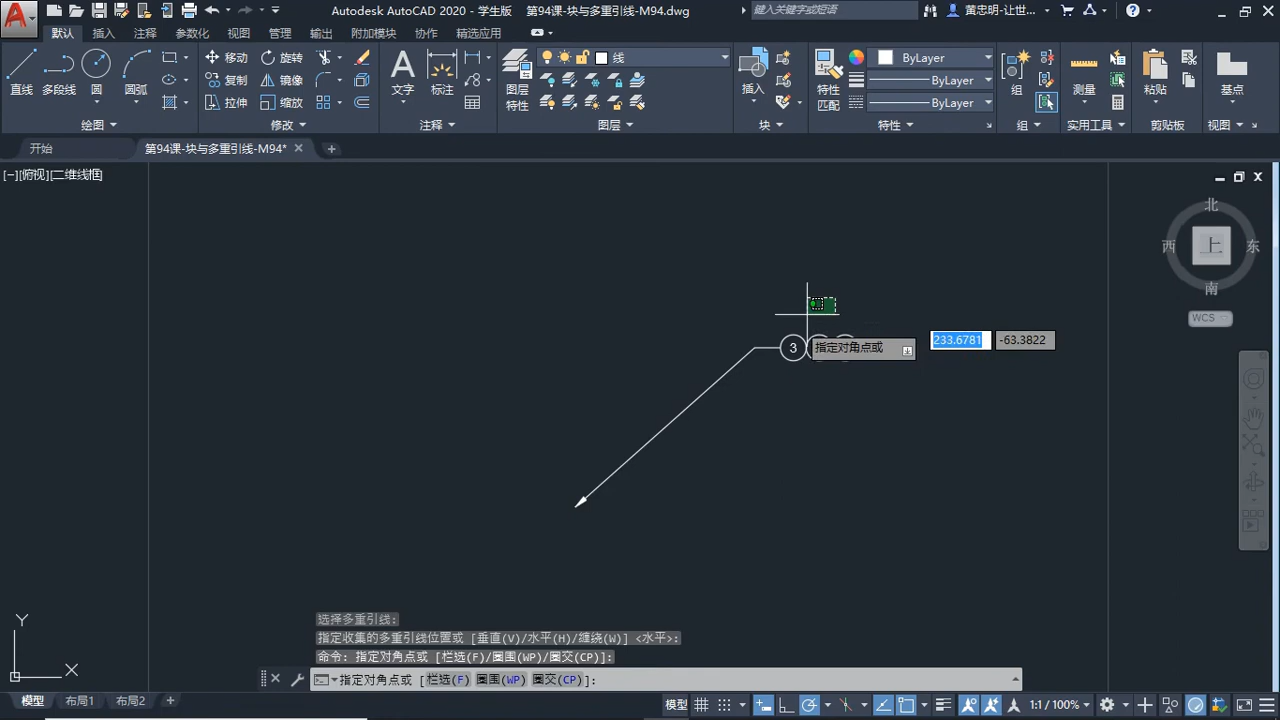 Autodesk AutoCAD 2020 - 学生版 第94课-块与多重引线-M94.dwg
键入关键字或短语
黄志明-让世...
默认 插入 注释 参数化 视图 管理 输出 附加模块 协作 精选应用
直线 多段线 圆 圆弧
移动 旋转
复制 镜像
拉伸 缩放
文字 标注
图层特性
线
插入
特性匹配
ByLayer
ByLayer
ByLayer
组 测量 粘贴 基点
绘图 修改 注释 图层 块 特性 组 实用工具 剪贴板 视图
开始 第94课-块与多重引线-M94*
[−][俯视][二维线框]
北
西 上 东
南
WCS
3
指定对角点或
233.6781
-63.3822
Y
X
选择多重引线:
指定收集的多重引线位置或 [垂直(V)/水平(H)/缠绕(W)] <水平>:
命令: 指定对角点或 [栏选(F)/圈围(WP)/圈交(CP)]:
指定对角点或 [栏选(F) 圈围(WP) 圈交(CP)]:
模型 布局1 布局2
模型
1:1 / 100%